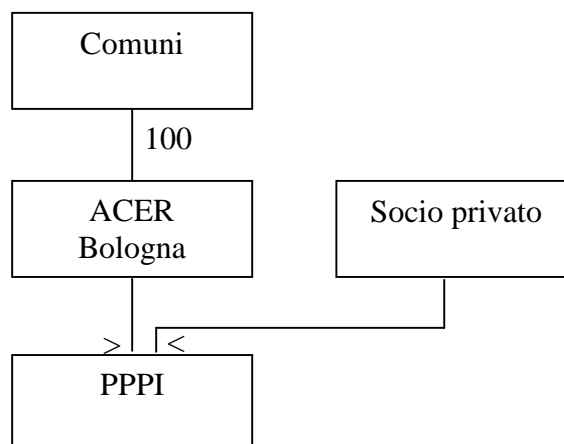 Comuni
100
ACER
Bologna
Socio privato
> <
PPPI